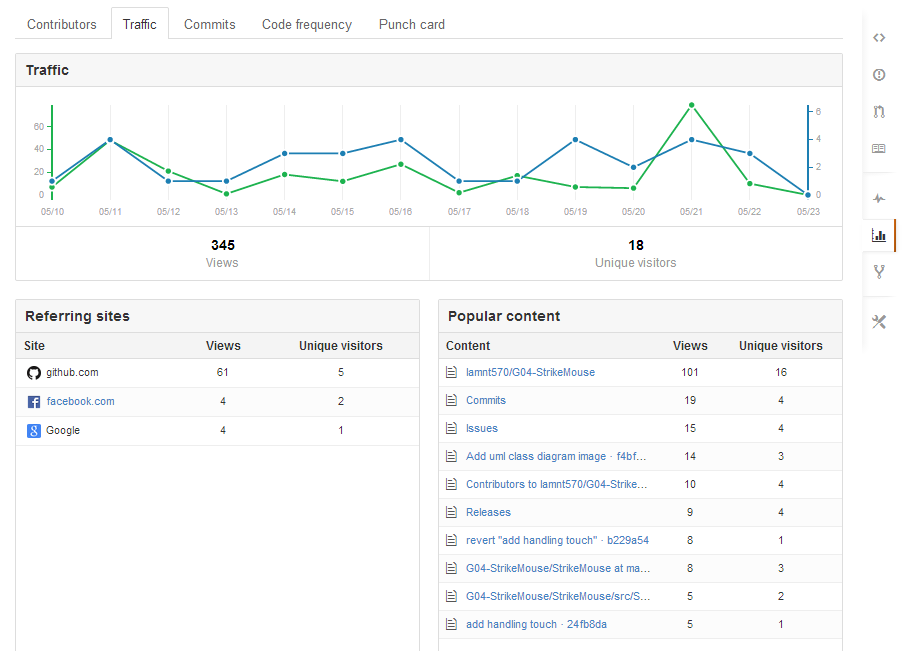 Contributors Traffic Commits Code frequency Punch card
Traffic
60
40
20
0
6
4
2
0
05/10 05/11 05/12 05/13 05/14 05/15 05/16 05/17 05/18 05/19 05/20 05/21 05/22 05/23
345
Views
18
Unique visitors
Referring sites
Site Views Unique visitors
github.com 61 5
facebook.com 4 2
Google 4 1
Popular content
Content Views Unique visitors
lamnt570/G04-StrikeMouse 101 16
Commits 19 4
Issues 15 4
Add uml class diagram image · f4bf... 14 3
Contributors to lamnt570/G04-Strike... 10 4
Releases 9 4
revert "add handling touch" · b229a54 8 1
G04-StrikeMouse/StrikeMouse at ma... 8 3
G04-StrikeMouse/StrikeMouse/src/S... 5 2
add handling touch · 24fb8da 5 1